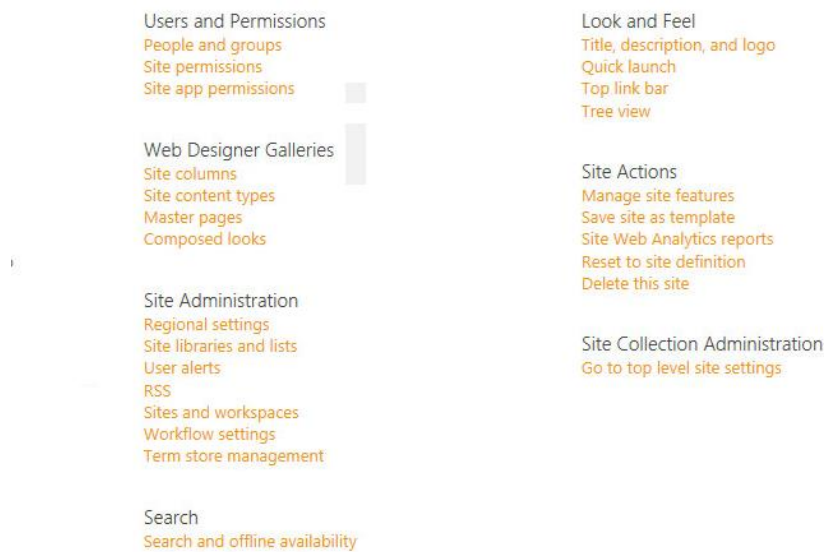 Users and Permissions
People and groups
Site permissions
Site app permissions
Web Designer Galleries
Site columns
Site content types
Master pages
Composed looks
Site Administration
Regional settings
Site libraries and lists
User alerts
RSS
Sites and workspaces
Workflow settings
Term store management
Search
Search and offline availability
Look and Feel
Title, description, and logo
Quick launch
Top link bar
Tree view
Site Actions
Manage site features
Save site as template
Site Web Analytics reports
Reset to site definition
Delete this site
Site Collection Administration
Go to top level site settings